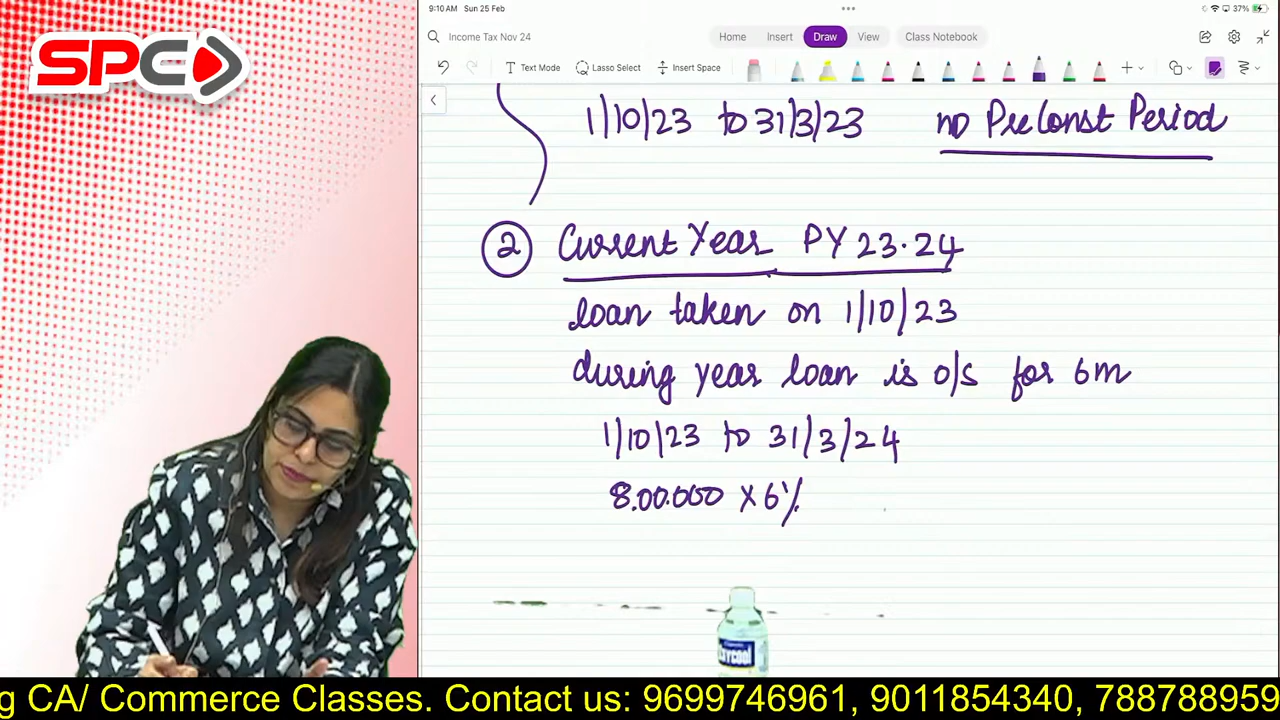 9:10 AM Sun 25 Feb
37%
Income Tax Nov 24
Home Insert Draw View Class Notebook
Text Mode Lasso Select Insert Space
SPC
1/10/23 to 31/3/23 no PreConst Period
2 Current Year PY 23.24
loan taken on 1/10/23
during year loan is o/s for 6m
1/10/23 to 31/3/24
8.00.000 X 6%
g CA/ Commerce Classes. Contact us: 9699746961, 9011854340, 788788959